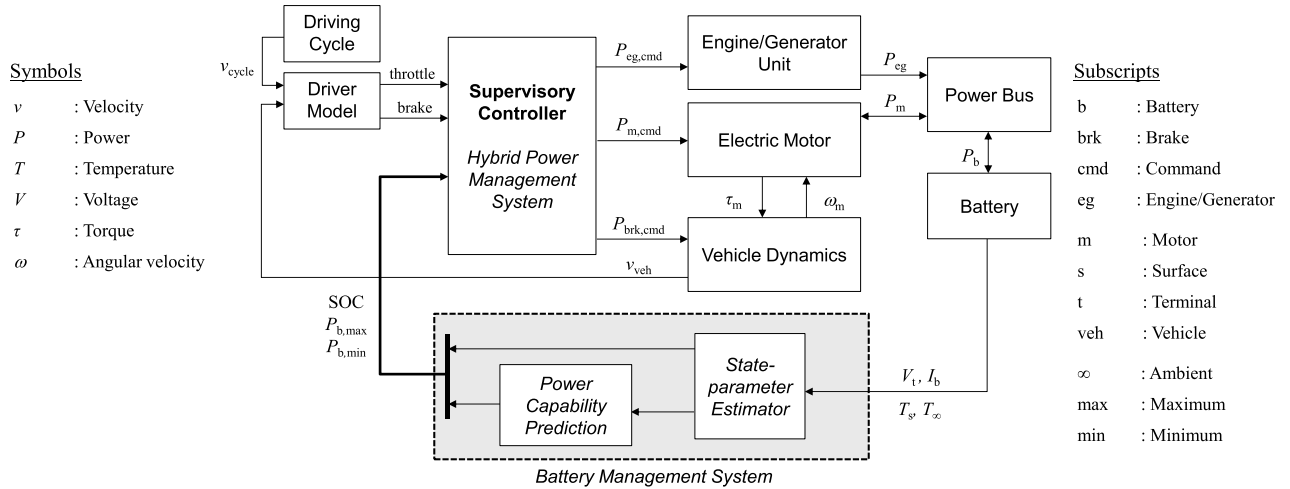 Symbols
v : Velocity
P : Power
T : Temperature
V : Voltage
τ : Torque
ω : Angular velocity
Driving
Cycle
v_cycle
Driver
Model
throttle
brake
Supervisory
Controller
Hybrid Power
Management
System
P_eg,cmd
P_m,cmd
P_brk,cmd
Engine/Generator
Unit
Electric Motor
τ_m
ω_m
Vehicle Dynamics
v_veh
P_eg
P_m
Power Bus
P_b
Battery
SOC
P_b,max
P_b,min
Power
Capability
Prediction
State-
parameter
Estimator
V_t , I_b
T_s, T_∞
Battery Management System
Subscripts
b : Battery
brk : Brake
cmd : Command
eg : Engine/Generator
m : Motor
s : Surface
t : Terminal
veh : Vehicle
∞ : Ambient
max : Maximum
min : Minimum